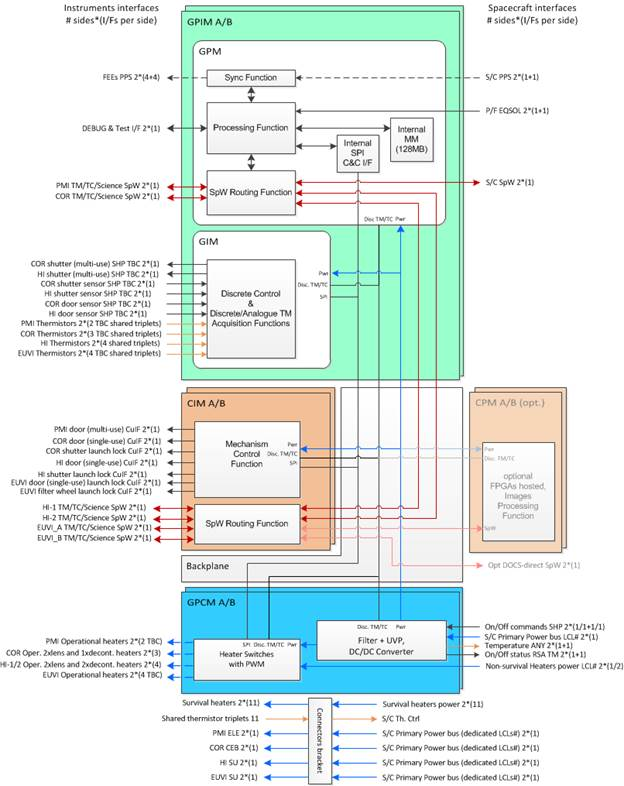 Instruments interfaces
# sides*(I/Fs per side)
Spacecraft interfaces
# sides*(I/Fs per side)
GPIM A/B
GPM
FEEs PPS 2*(4+4)
Sync Function
S/C PPS 2*(1+1)
P/F EQSOL 2*(1+1)
DEBUG & Test I/F 2*(1)
Processing Function
Internal
MM
(128MB)
Internal
SPI
C&C I/F
PMI TM/TC/Science SpW 2*(1)
COR TM/TC/Science SpW 2*(1)
SpW Routing Function
S/C SpW 2*(1)
Disc TM/TC Pwr
GIM
COR shutter (multi-use) SHP TBC 2*(1)
HI shutter (multi-use) SHP TBC 2*(1)
COR shutter sensor SHP TBC 2*(1)
HI shutter sensor SHP TBC 2*(1)
COR door sensor SHP TBC 2*(1)
HI door sensor SHP TBC 2*(1)
PMI Thermistors 2*(2 TBC shared triplets)
COR Thermistors 2*(3 TBC shared triplets)
HI Thermistors 2*(4 shared triplets)
EUVI Thermistors 2*(4 TBC shared triplets)
Discrete Control
&
Discrete/Analogue TM
Acquisition Functions
Pwr
Disc. TM/TC
SPI
CIM A/B
CPM A/B (opt.)
PMI door (multi-use) CuIF 2*(1)
COR door (single-use) CuIF 2*(1)
COR shutter launch lock CuIF 2*(1)
HI door (single-use) CuIF 2*(1)
HI shutter launch lock CuIF 2*(1)
EUVI door (single-use) launch lock CuIF 2*(1)
EUVI filter wheel launch lock CuIF 2*(1)
Mechanism
Control
Function
Pwr
Disc. TM/TC
SPI
Pwr
Disc. TM/TC
optional
FPGAs hosted,
Images
Processing
Function
SpW
HI-1 TM/TC/Science SpW 2*(1)
HI-2 TM/TC/Science SpW 2*(1)
EUVI_A TM/TC/Science SpW 2*(1)
EUVI_B TM/TC/Science SpW 2*(1)
SpW Routing Function
Backplane
Opt DOCS-direct SpW 2*(1)
GPCM A/B
Disc. TM/TC Pwr
Filter + UVP,
DC/DC Converter
On/Off commands SHP 2*(1/1+1/1)
S/C Primary Power bus LCL# 2*(1)
Temperature ANY 2*(1+1)
On/Off status RSA TM 2*(1+1)
Non-survival Heaters power LCL# 2*(1/2)
PMI Operational heaters 2*(2 TBC)
COR Oper. 2xlens and 1xdecont. heaters 2*(3)
HI-1/2 Oper. 2xlens and 2xdecont. heaters 2*(4)
EUVI Operational heaters 2*(4 TBC)
SPI Disc. TM/TC Pwr
Heater Switches
with PWM
Survival heaters 2*(11)
Shared thermistor triplets 11
PMI ELE 2*(1)
COR CEB 2*(1)
HI SU 2*(1)
EUVI SU 2*(1)
Connectors bracket
Survival heaters power 2*(11)
S/C Th. Ctrl
S/C Primary Power bus (dedicated LCLs#) 2*(1)
S/C Primary Power bus (dedicated LCLs#) 2*(1)
S/C Primary Power bus (dedicated LCLs#) 2*(1)
S/C Primary Power bus (dedicated LCLs#) 2*(1)